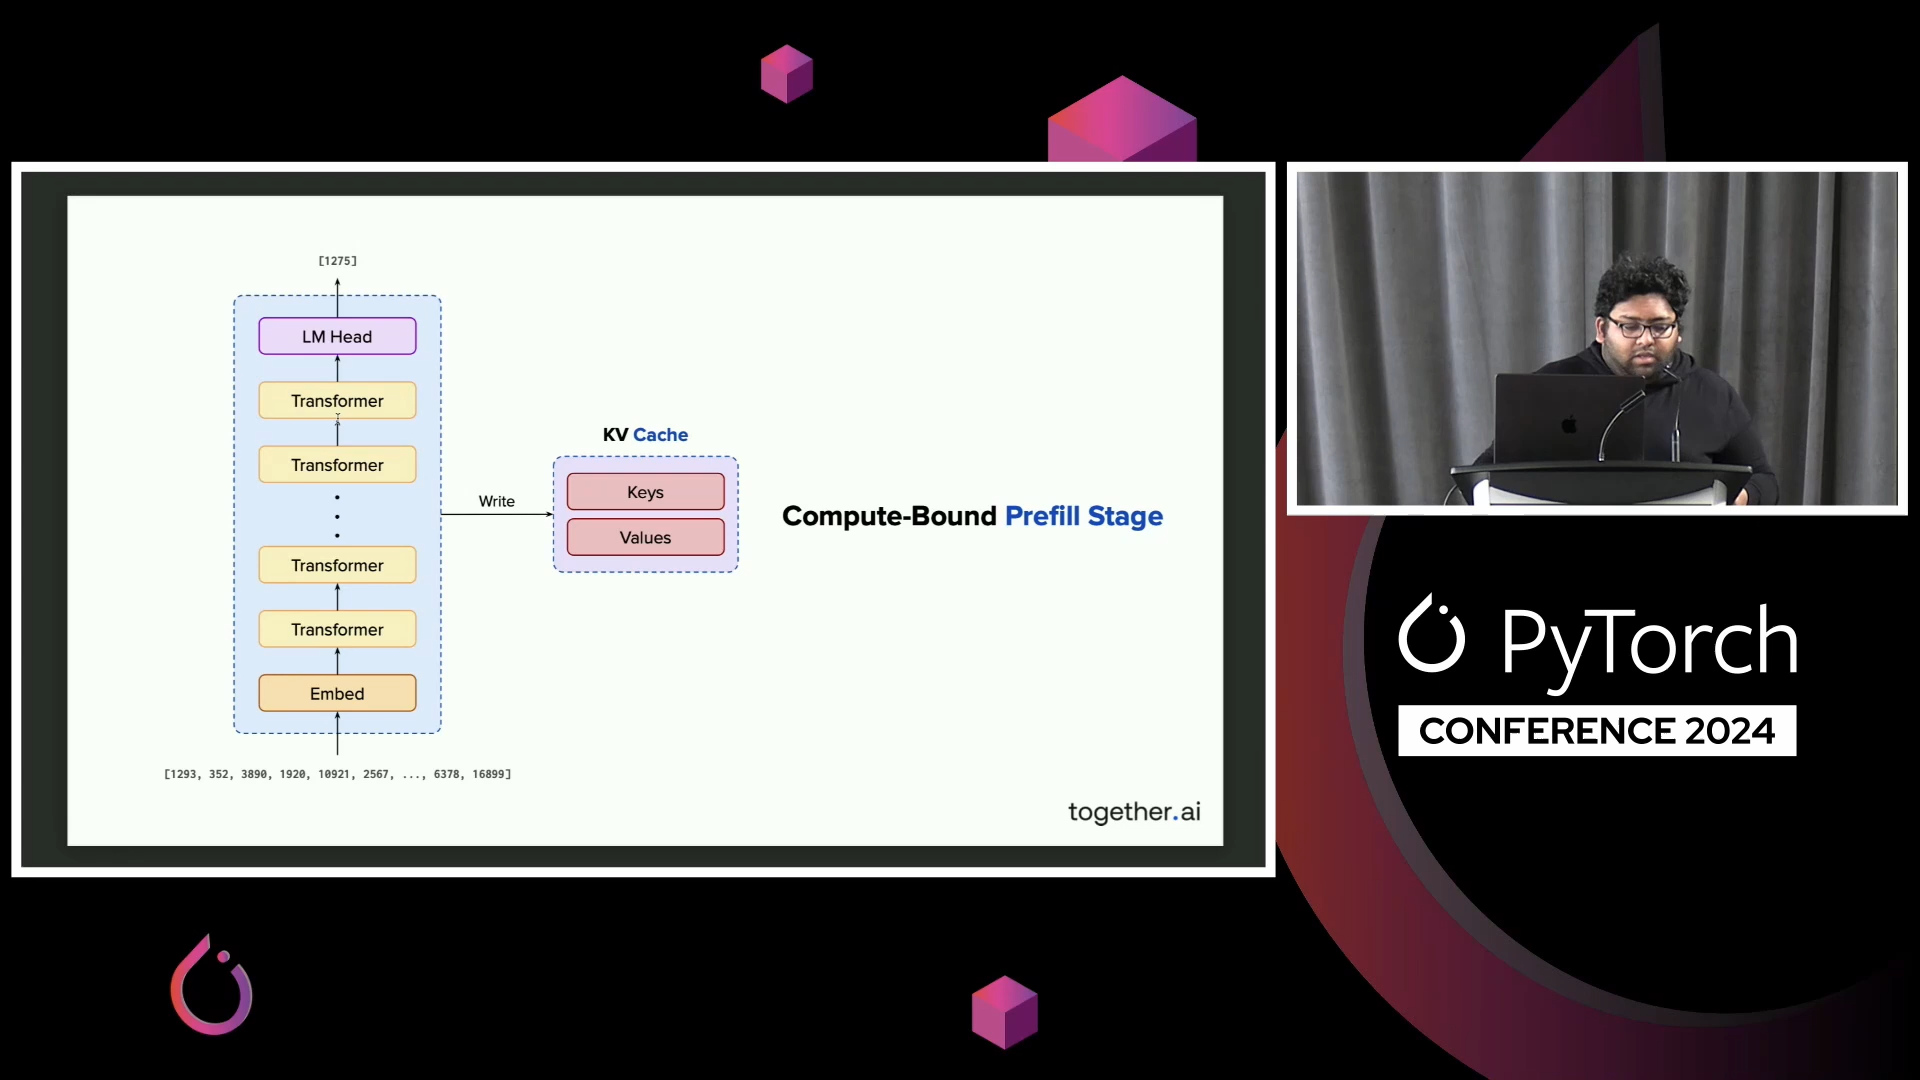 [1275]
LM Head
Transformer
Transformer
Transformer
Transformer
Embed
[1293, 352, 3890, 1920, 10921, 2567, ..., 6378, 16899]
Write
KV Cache
Keys
Values
Compute-Bound Prefill Stage
together.ai
PyTorch
CONFERENCE 2024